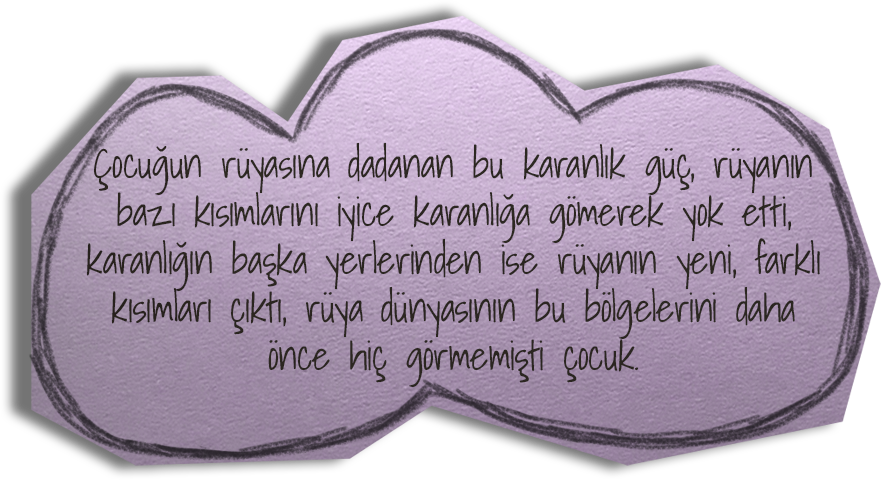 Çocuğun rüyasına dadanan bu karanlık güç, rüyanın
bazı kısımlarını iyice karanlığa gömerek yok etti,
karanlığın başka yerlerinden ise rüyanın yeni, farklı
kısımları çıktı, rüya dünyasının bu bölgelerini daha
önce hiç görmemişti çocuk.